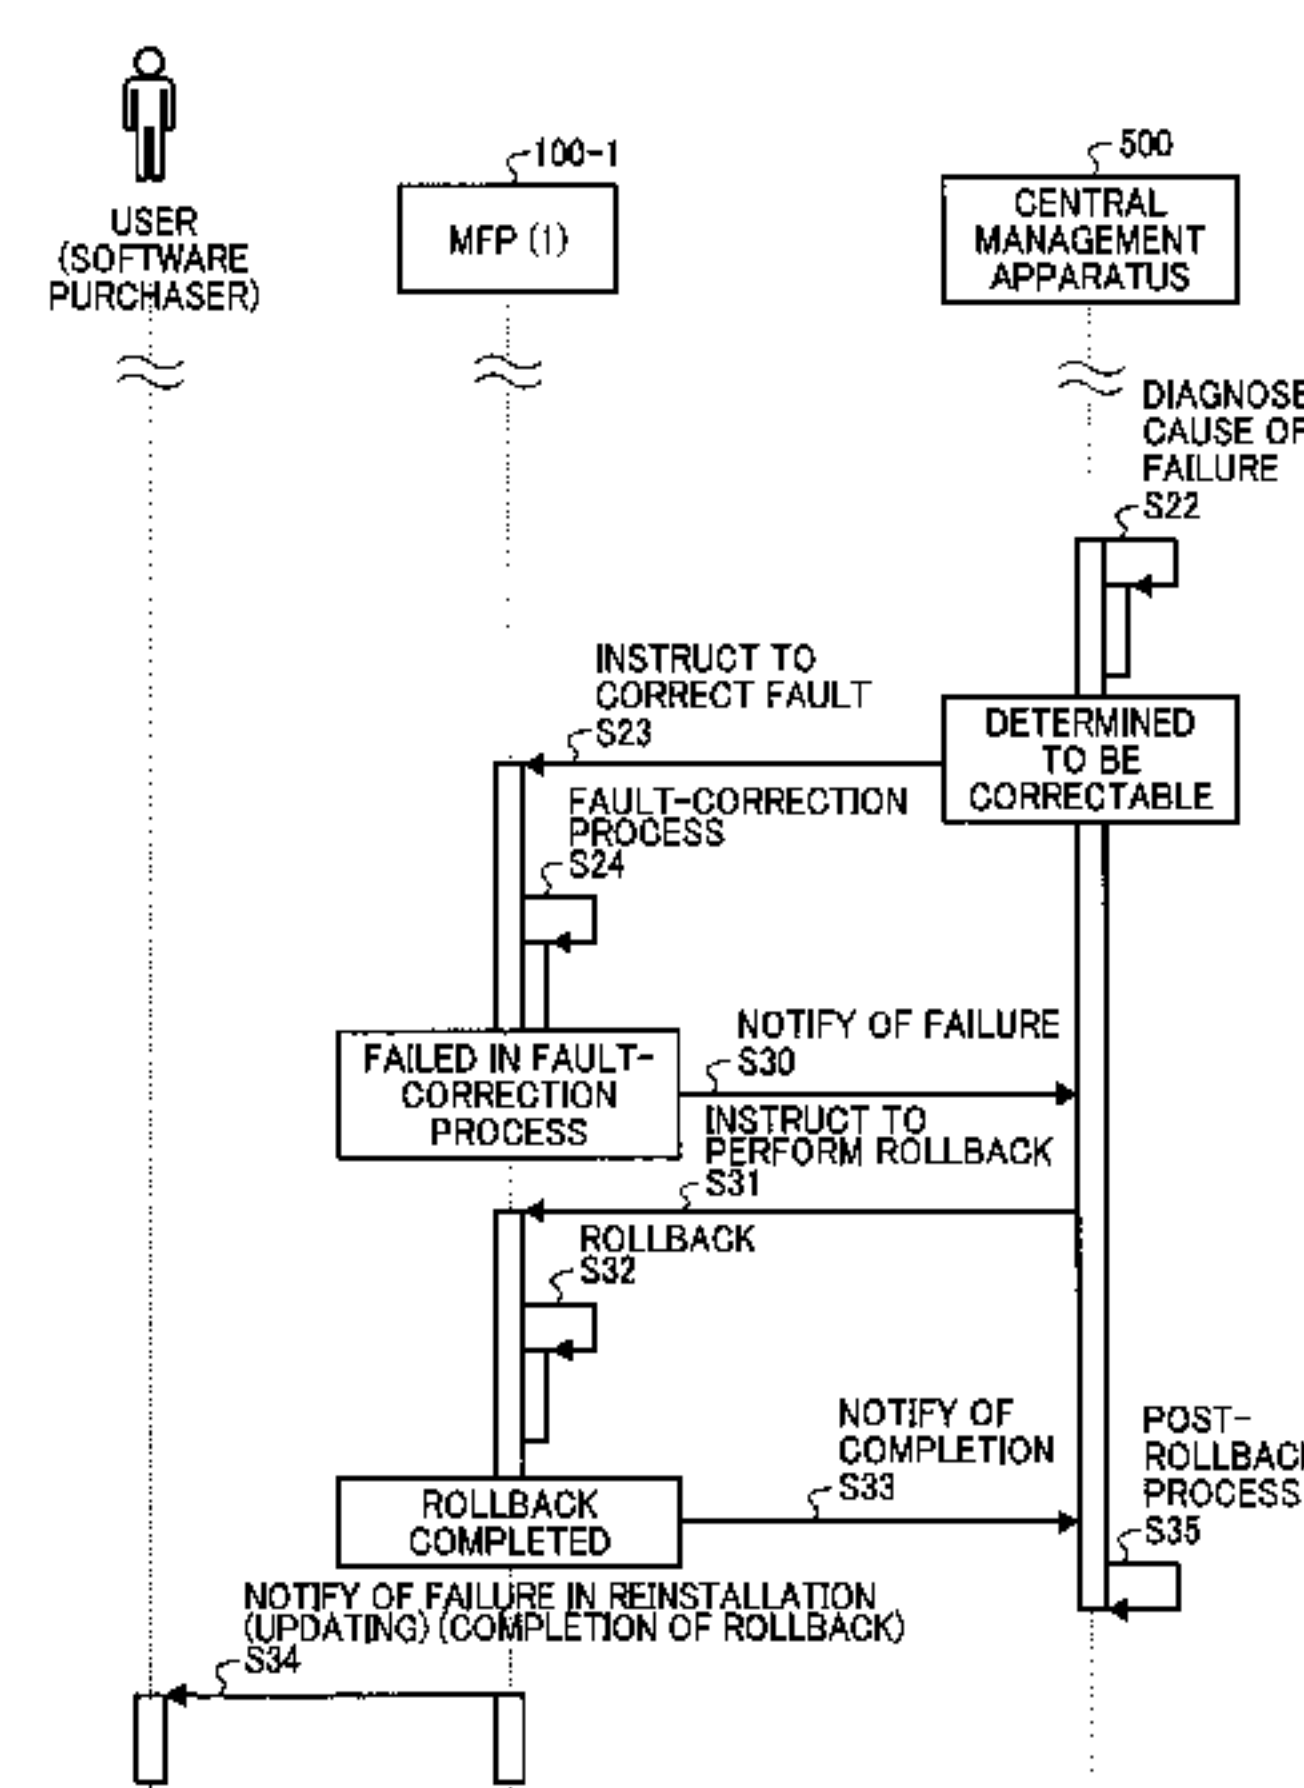 100-1
500
USER
(SOFTWARE
PURCHASER)
MFP (1)
CENTRAL
MANAGEMENT
APPARATUS
DIAGNOSE
CAUSE OF
FAILURE
S22
INSTRUCT TO
CORRECT FAULT
S23
DETERMINED
TO BE
CORRECTABLE
FAULT-CORRECTION
PROCESS
S24
FAILED IN FAULT-
CORRECTION
PROCESS
NOTIFY OF FAILURE
S30
INSTRUCT TO
PERFORM ROLLBACK
S31
ROLLBACK
S32
NOTIFY OF
COMPLETION
S33
POST-
ROLLBACK
PROCESS
S35
ROLLBACK
COMPLETED
NOTIFY OF FAILURE IN REINSTALLATION
(UPDATING) (COMPLETION OF ROLLBACK)
S34